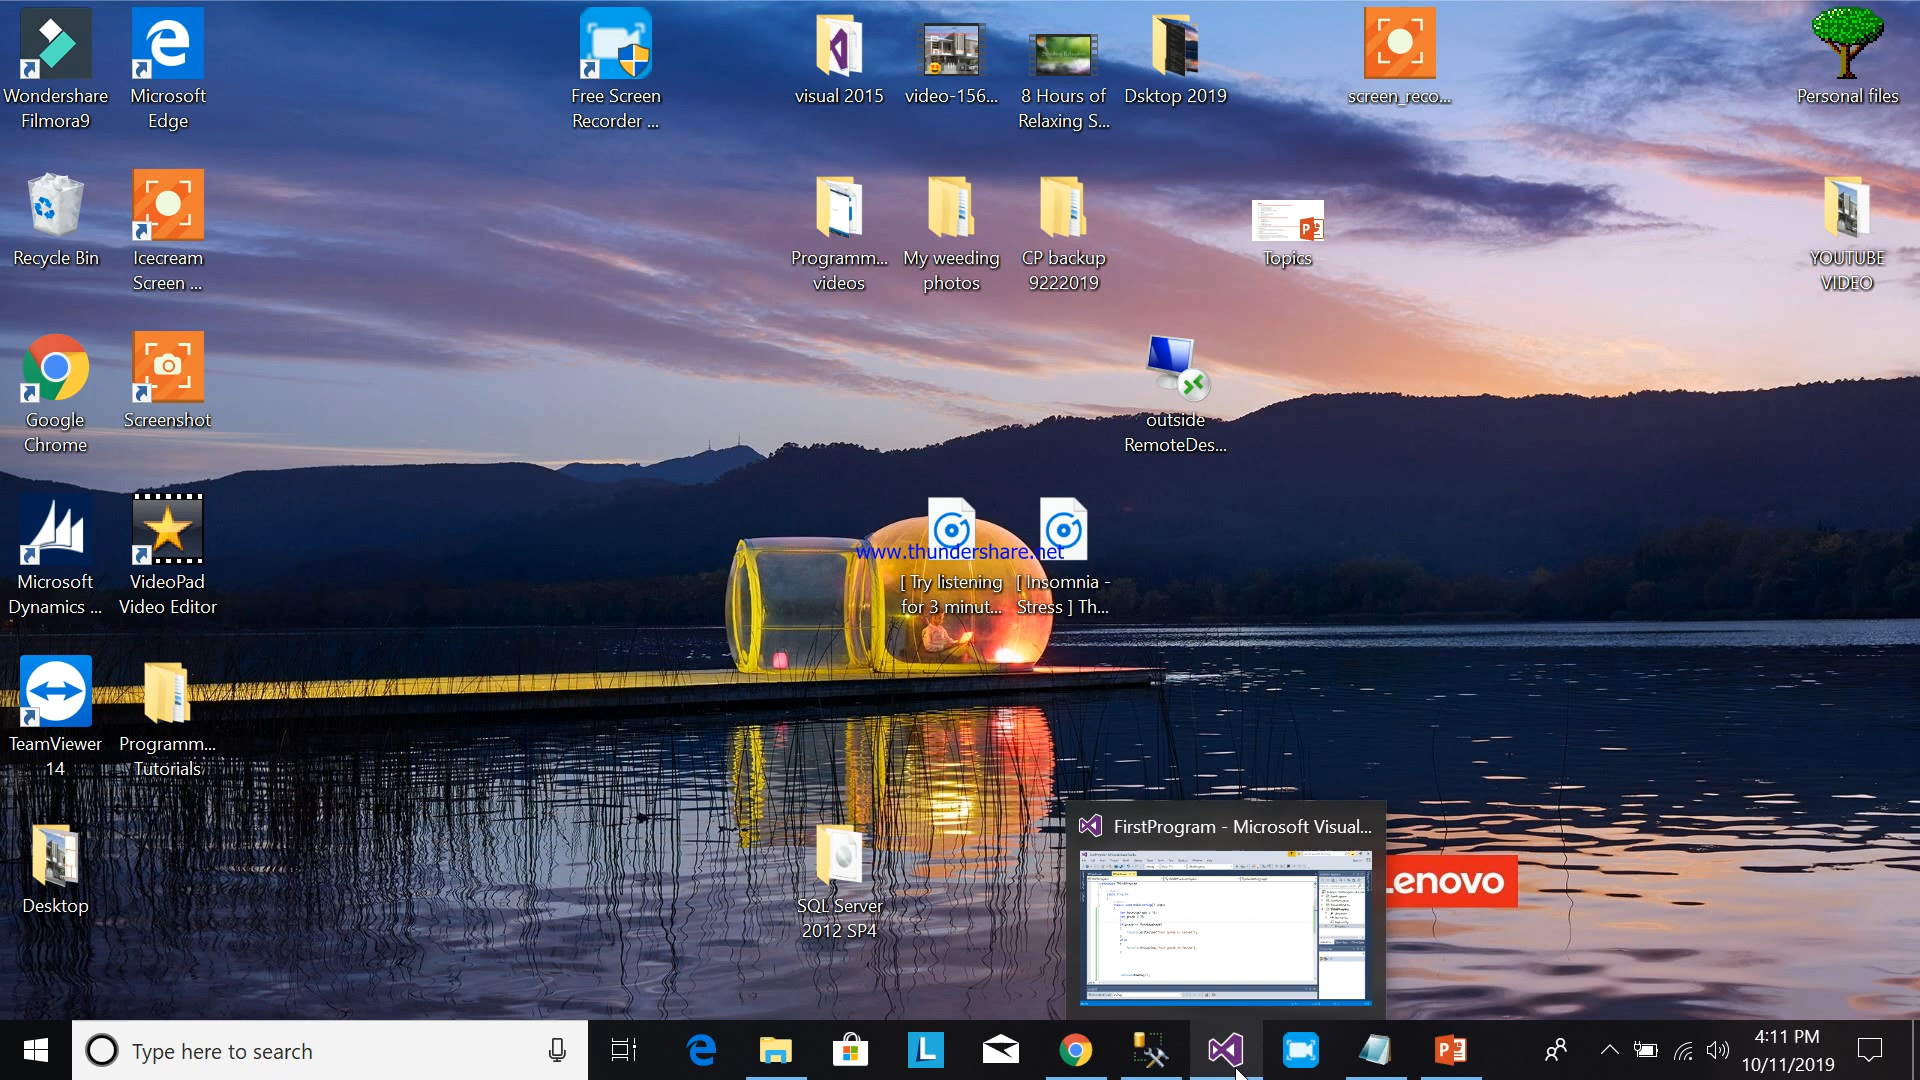 Wondershare
Filmora9
Microsoft
Edge
Free Screen
Recorder ...
visual 2015
video-156...
8 Hours of
Relaxing S...
Dsktop 2019
screen_reco...
Personal files
Recycle Bin
Icecream
Screen ...
Programm...
videos
My weeding
photos
CP backup
9222019
Topics
YOUTUBE
VIDEO
Google
Chrome
Screenshot
outside
RemoteDes...
www.thundershare.net
Microsoft
Dynamics ...
VideoPad
Video Editor
[ Try listening
for 3 minut...
[ Insomnia -
Stress ] Th...
TeamViewer
14
Programm...
Tutorials
Desktop
SQL Server
2012 SP4
FirstProgram - Microsoft Visual...
Lenovo
Type here to search
4:11 PM
10/11/2019